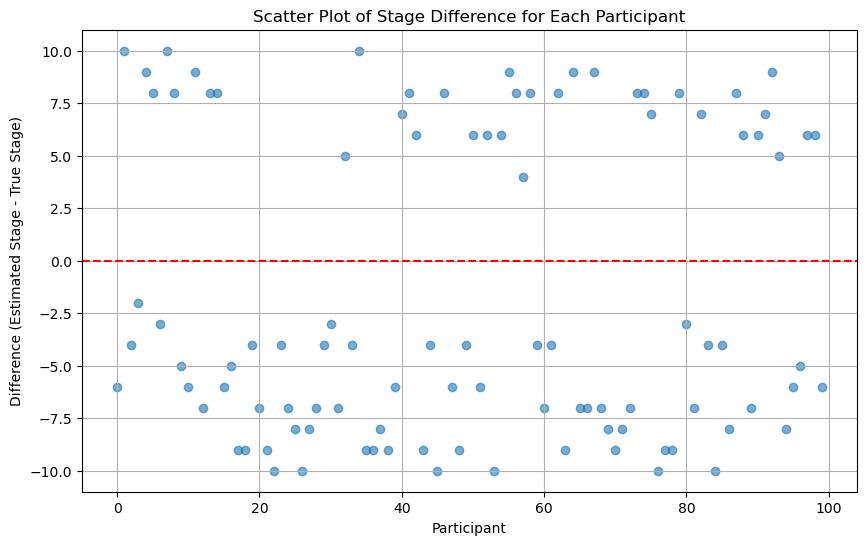 Scatter Plot of Stage Difference for Each Participant
Difference (Estimated Stage - True Stage)
10.0
7.5
5.0
2.5
0.0
−2.5
−5.0
−7.5
−10.0
0 20 40 60 80 100
Participant